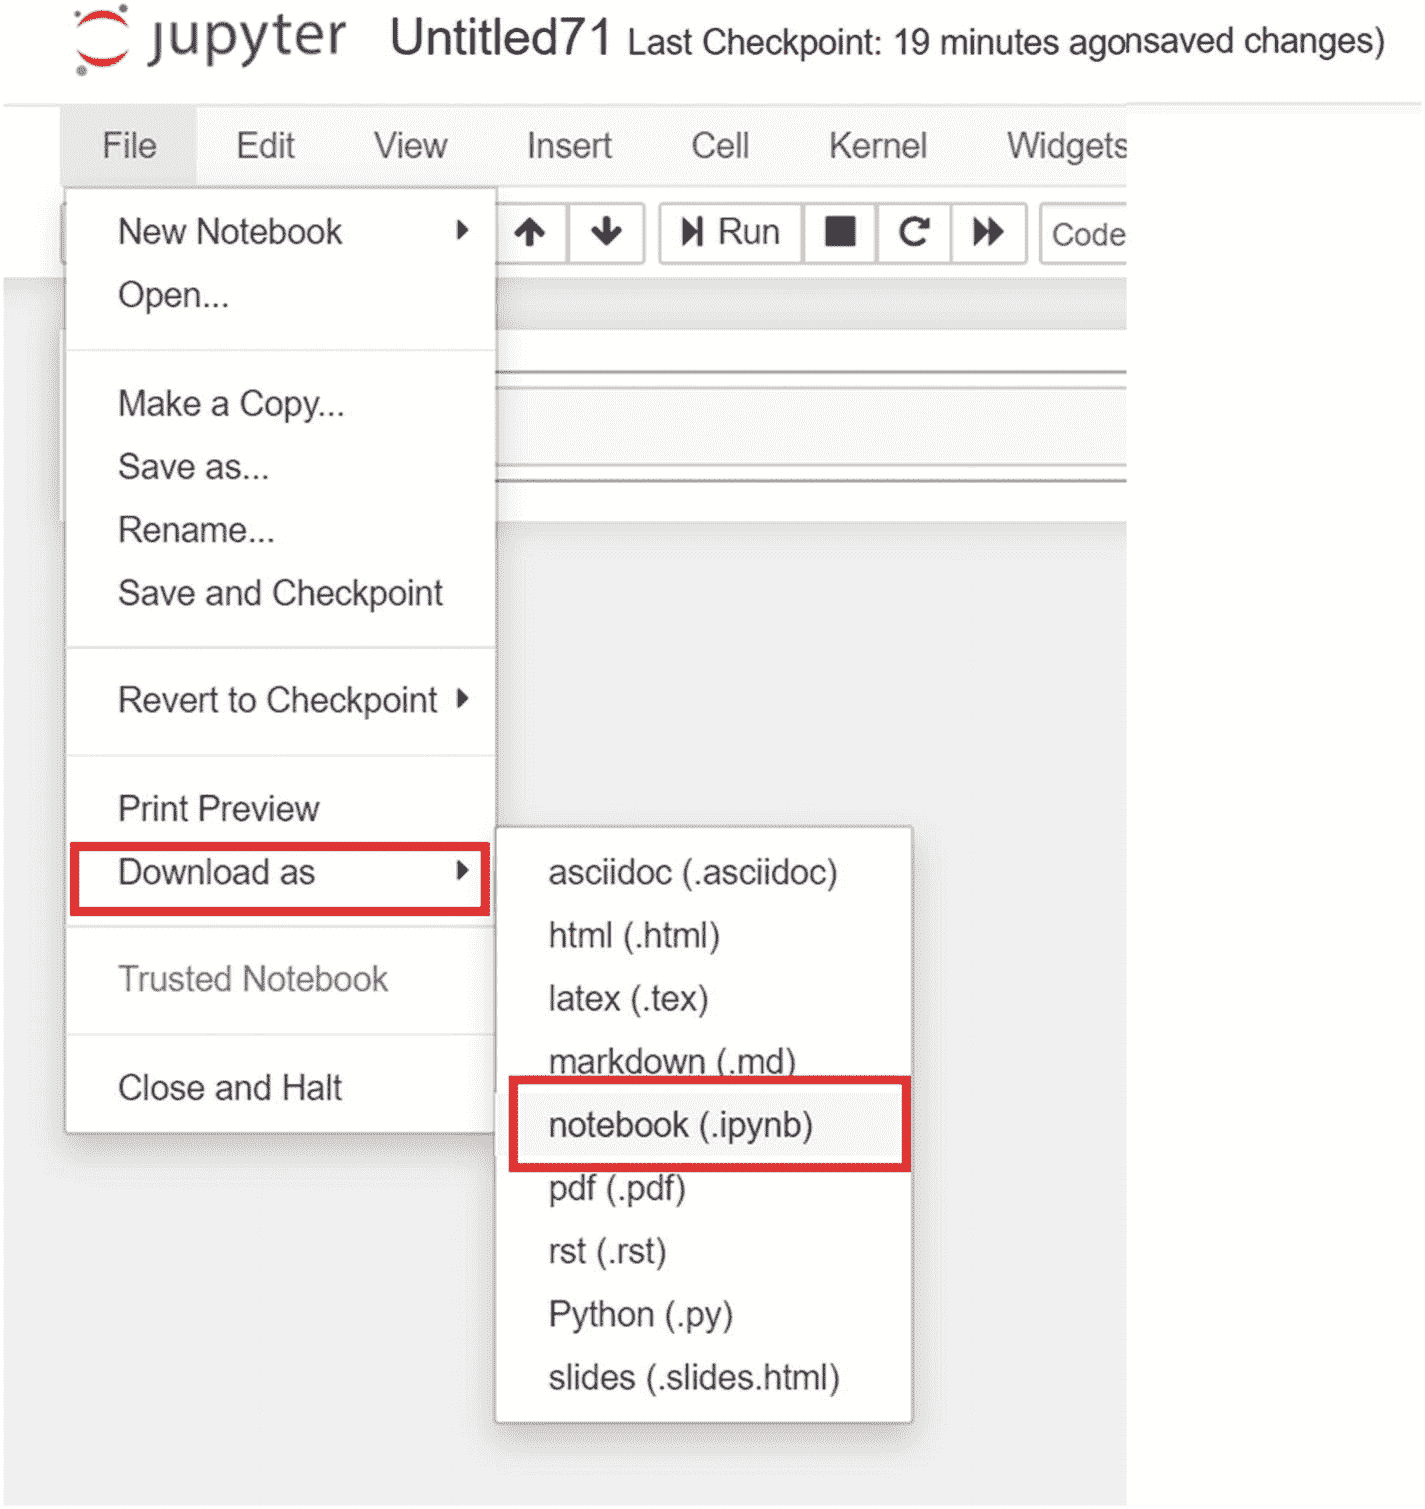 jupyter Untitled71 Last Checkpoint: 19 minutes agonsaved changes)
File Edit View Insert Cell Kernel Widgets
New Notebook
Run
Code
Open...
Make a Copy...
Save as...
Rename...
Save and Checkpoint
Revert to Checkpoint
Print Preview
Download as
Trusted Notebook
Close and Halt
asciidoc (.asciidoc)
html (.html)
latex (.tex)
markdown (.md)
notebook (.ipynb)
pdf (.pdf)
rst (.rst)
Python (.py)
slides (.slides.html)